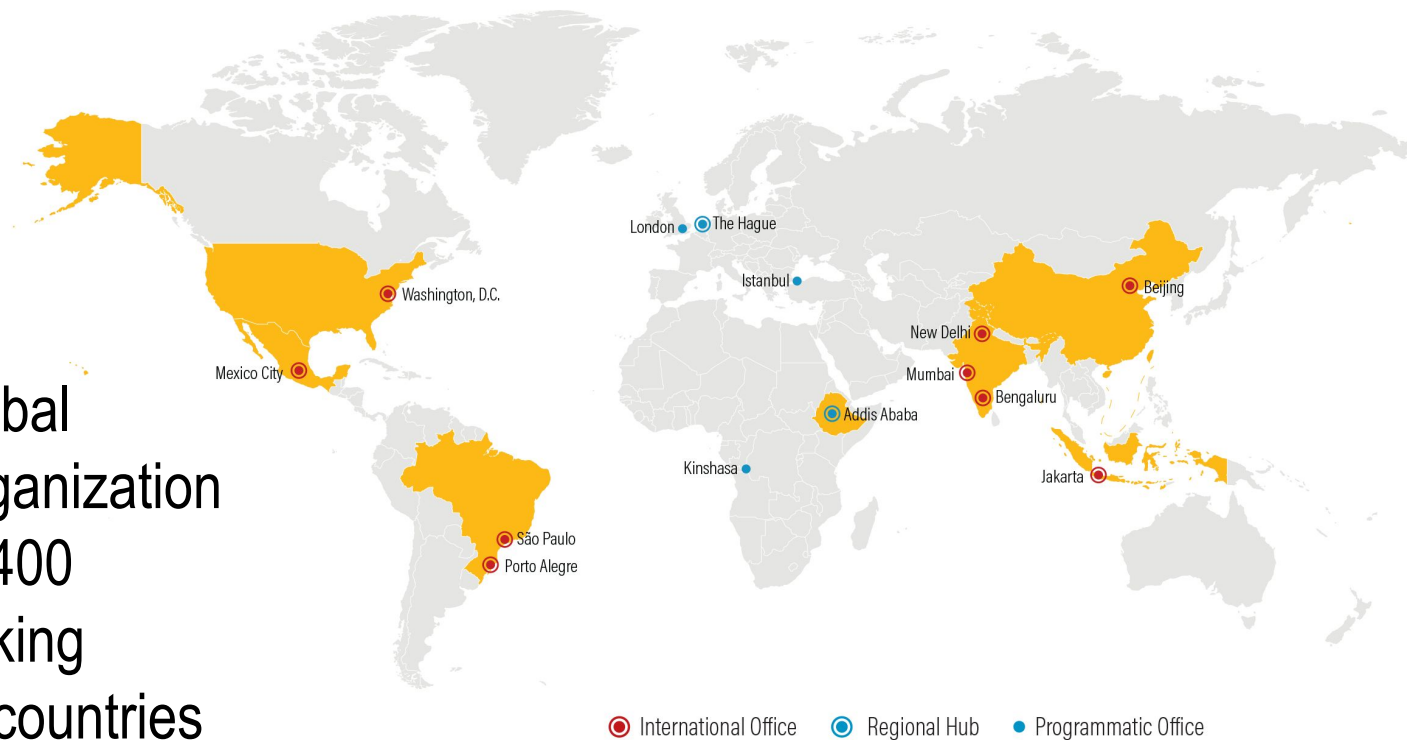 London
The Hague
Istanbul
Washington, D.C.
Beijing
New Delhi
Mexico City
Mumbai
Bengaluru
Addis Ababa
Kinshasa
Jakarta
São Paulo
Porto Alegre
bal
ganization
400
king
countries
International Office
Regional Hub
Programmatic Office